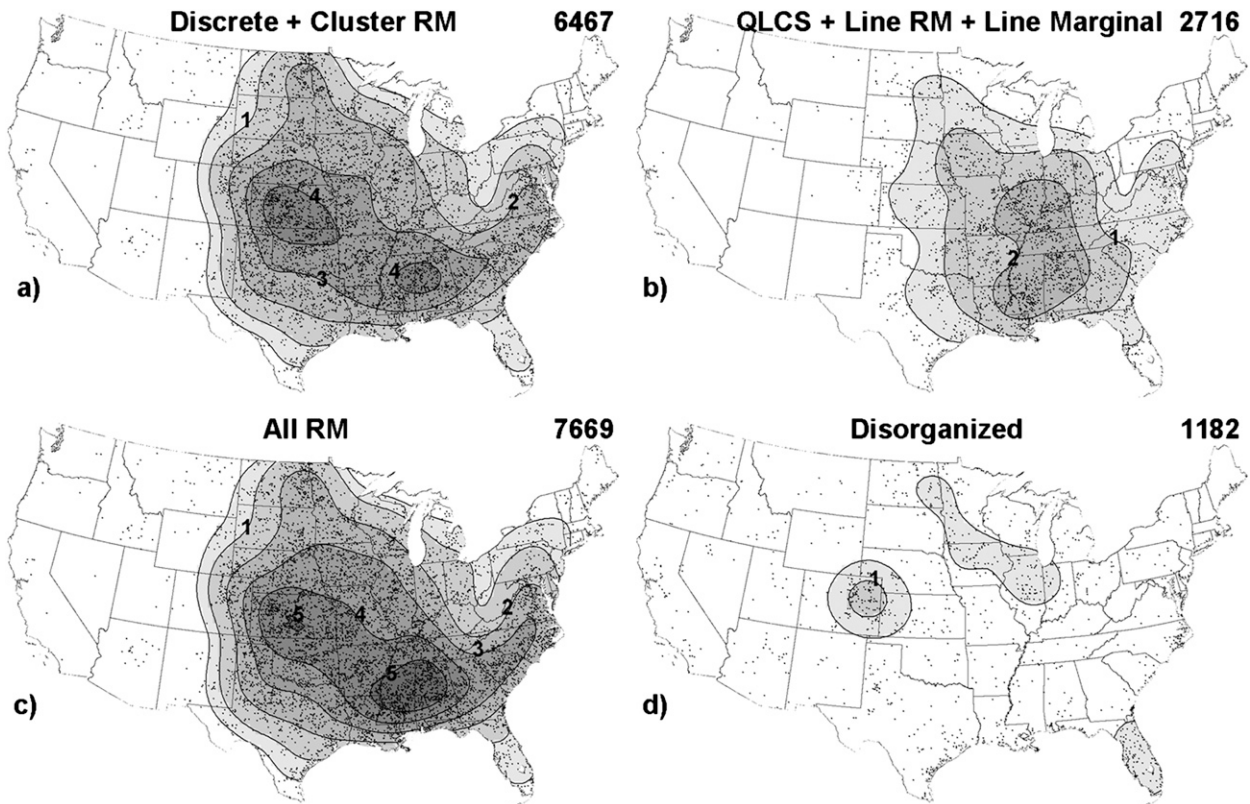 Discrete + Cluster RM 6467
1
4
2
4
3
a)
QLCS + Line RM + Line Marginal 2716
1
2
b)
All RM 7669
1
5
4
2
3
5
c)
Disorganized 1182
1
d)